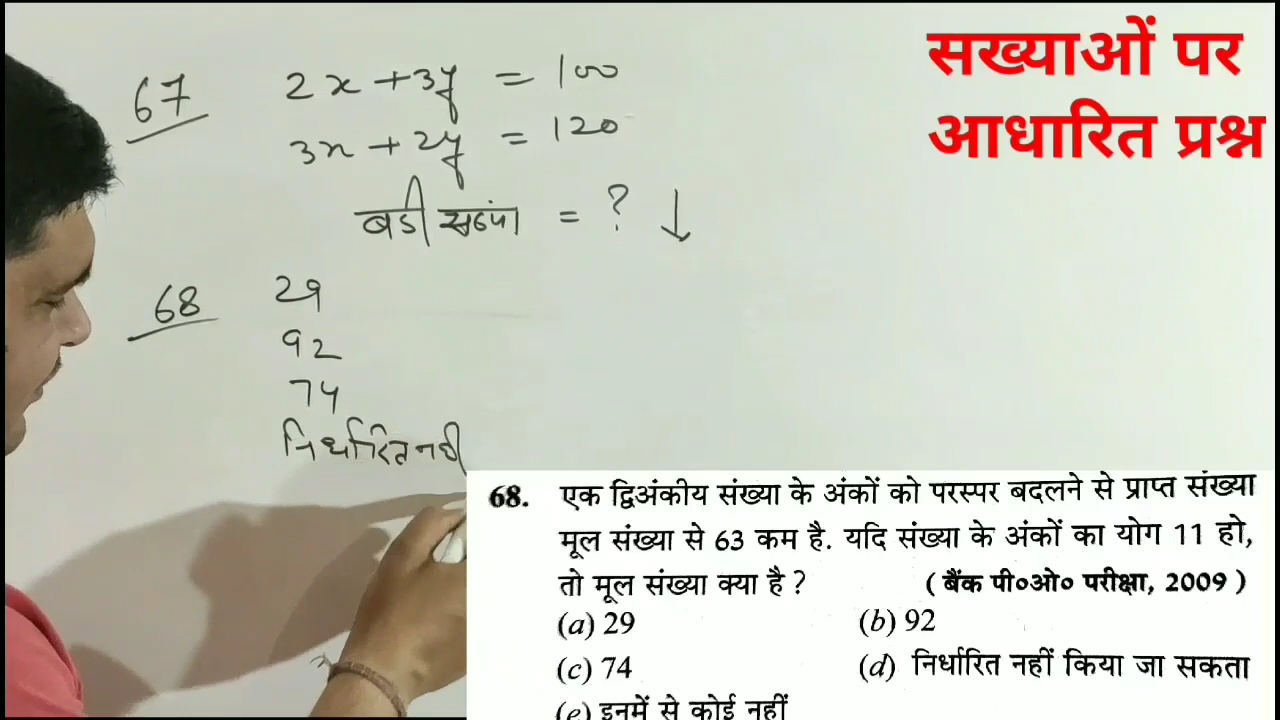 सख्याओं पर
आधारित प्रश्न
67
2x + 3y = 100
3x + 2y = 120
बडी सख्यां = ? ↓
68
29
92
74
निर्धारित नही
68. एक द्विअंकीय संख्या के अंकों को परस्पर बदलने से प्राप्त संख्या
मूल संख्या से 63 कम है. यदि संख्या के अंकों का योग 11 हो,
तो मूल संख्या क्या है ? ( बैंक पी०ओ० परीक्षा, 2009 )
(a) 29 (b) 92
(c) 74 (d) निर्धारित नहीं किया जा सकता
(e) इनमें से कोई नहीं